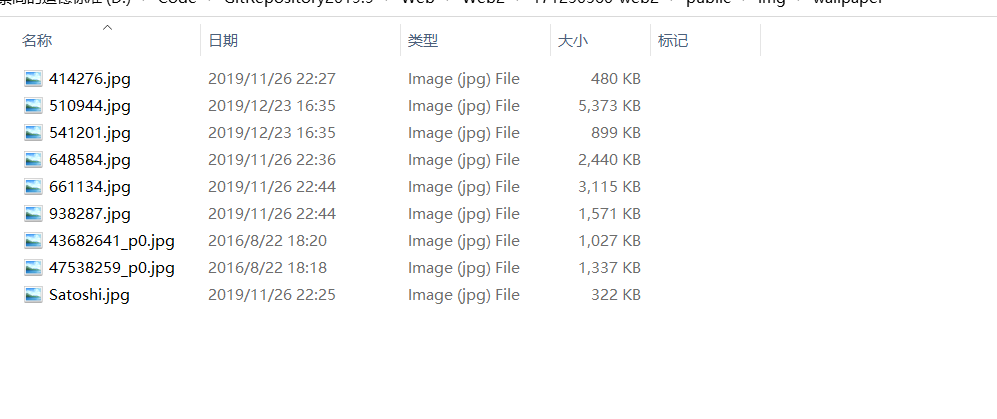 (D:) › Code › GitRepository2019.9 › Web › Web2 › 171250560-web2 › public › img › wallpaper
名称 日期 类型 大小 标记
414276.jpg 2019/11/26 22:27 Image (jpg) File 480 KB
510944.jpg 2019/12/23 16:35 Image (jpg) File 5,373 KB
541201.jpg 2019/12/23 16:35 Image (jpg) File 899 KB
648584.jpg 2019/11/26 22:36 Image (jpg) File 2,440 KB
661134.jpg 2019/11/26 22:44 Image (jpg) File 3,115 KB
938287.jpg 2019/11/26 22:44 Image (jpg) File 1,571 KB
43682641_p0.jpg 2016/8/22 18:20 Image (jpg) File 1,027 KB
47538259_p0.jpg 2016/8/22 18:18 Image (jpg) File 1,337 KB
Satoshi.jpg 2019/11/26 22:25 Image (jpg) File 322 KB